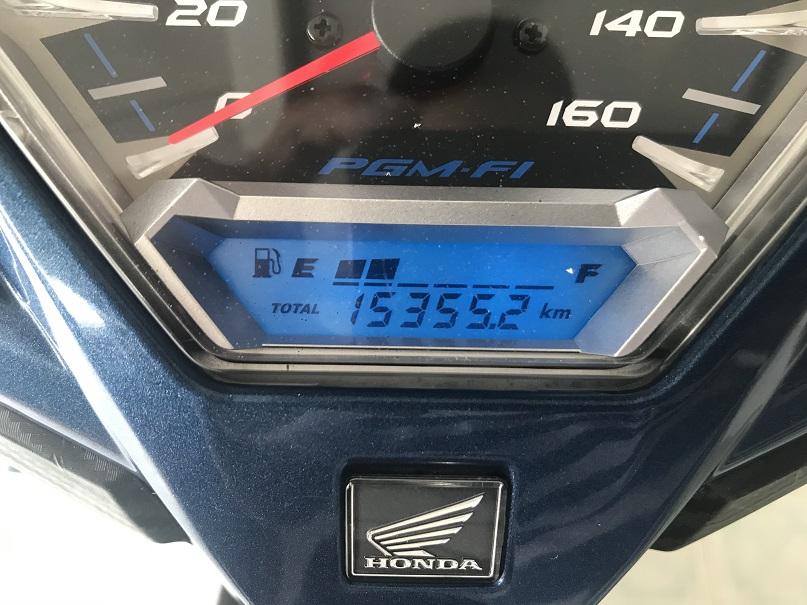 20
140
0
160
PGM-FI
E F
TOTAL 15355.2 km
HONDA